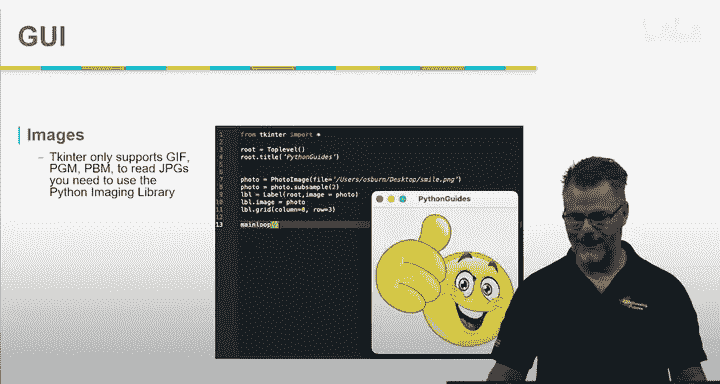 GUI
Images
– Tkinter only supports GIF,
PGM, PBM, to read JPGs
you need to use the
Python Imaging Library
1 from tkinter import *
2
3 root = Toplevel()
4 root.title('PythonGuides')
5
6
7 photo = PhotoImage(file='/Users/osburn/Desktop/smile.png')
8 photo = photo.subsample(2)
9 lbl = Label(root,image = photo)
10 lbl.image = photo
11 lbl.grid(column=0, row=3)
12
13 mainloop()
PythonGuides